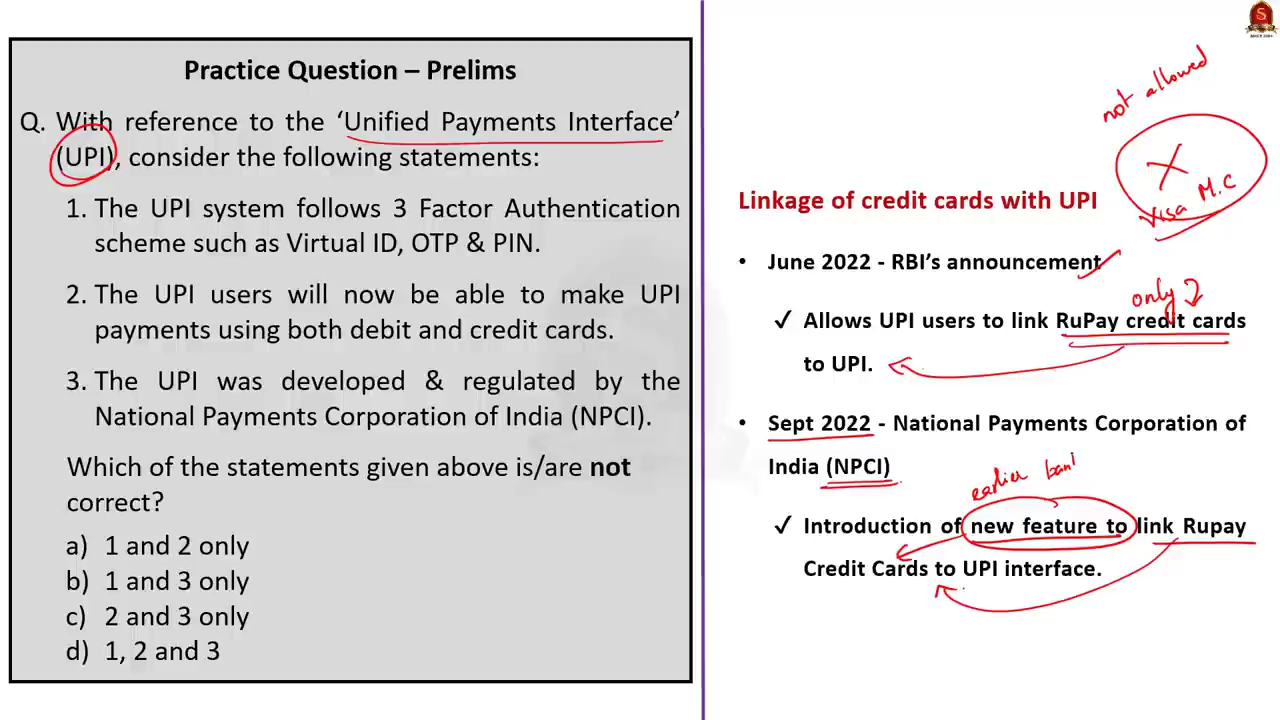 Practice Question – Prelims
Q. With reference to the ‘Unified Payments Interface’
(UPI), consider the following statements:
1. The UPI system follows 3 Factor Authentication
scheme such as Virtual ID, OTP & PIN.
2. The UPI users will now be able to make UPI
payments using both debit and credit cards.
3. The UPI was developed & regulated by the
National Payments Corporation of India (NPCI).
Which of the statements given above is/are not
correct?
a) 1 and 2 only
b) 1 and 3 only
c) 2 and 3 only
d) 1, 2 and 3
S
not allowed
X
Visa M.C
Linkage of credit cards with UPI
• June 2022 - RBI’s announcement
only
✓ Allows UPI users to link RuPay credit cards
to UPI.
• Sept 2022 - National Payments Corporation of
India (NPCI)
earlier
✓ Introduction of new feature to link Rupay
Credit Cards to UPI interface.